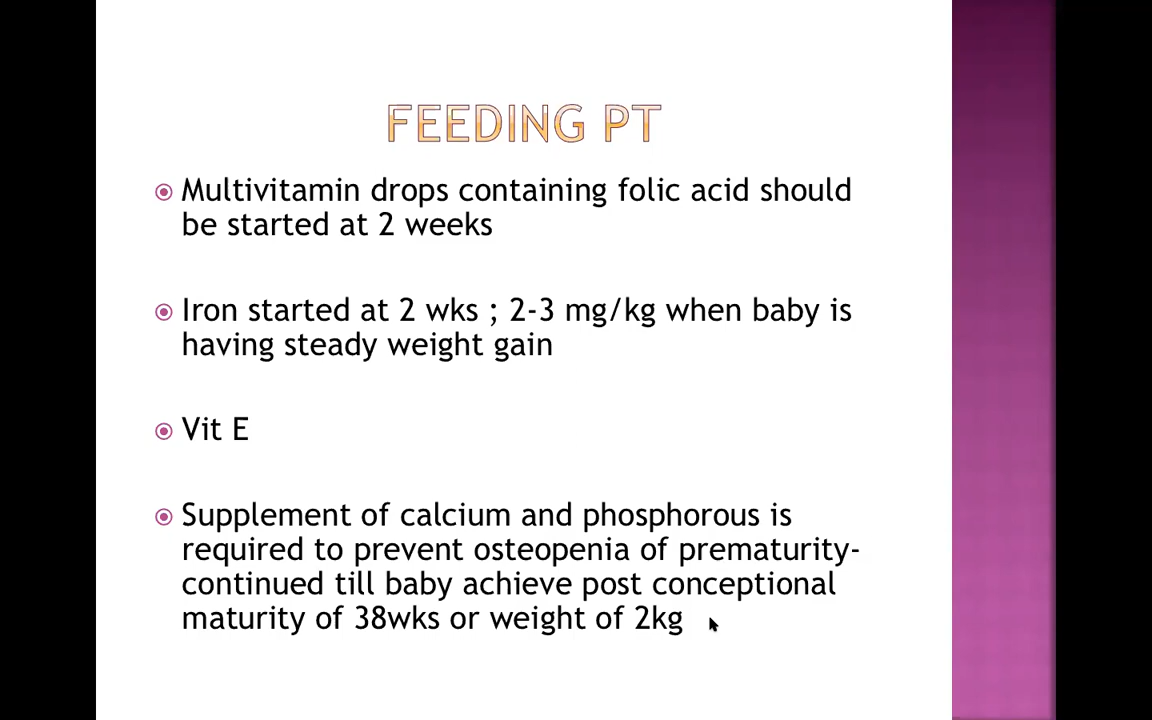 FEEDING PT
Multivitamin drops containing folic acid should
be started at 2 weeks
Iron started at 2 wks ; 2-3 mg/kg when baby is
having steady weight gain
Vit E
Supplement of calcium and phosphorous is
required to prevent osteopenia of prematurity-
continued till baby achieve post conceptional
maturity of 38wks or weight of 2kg